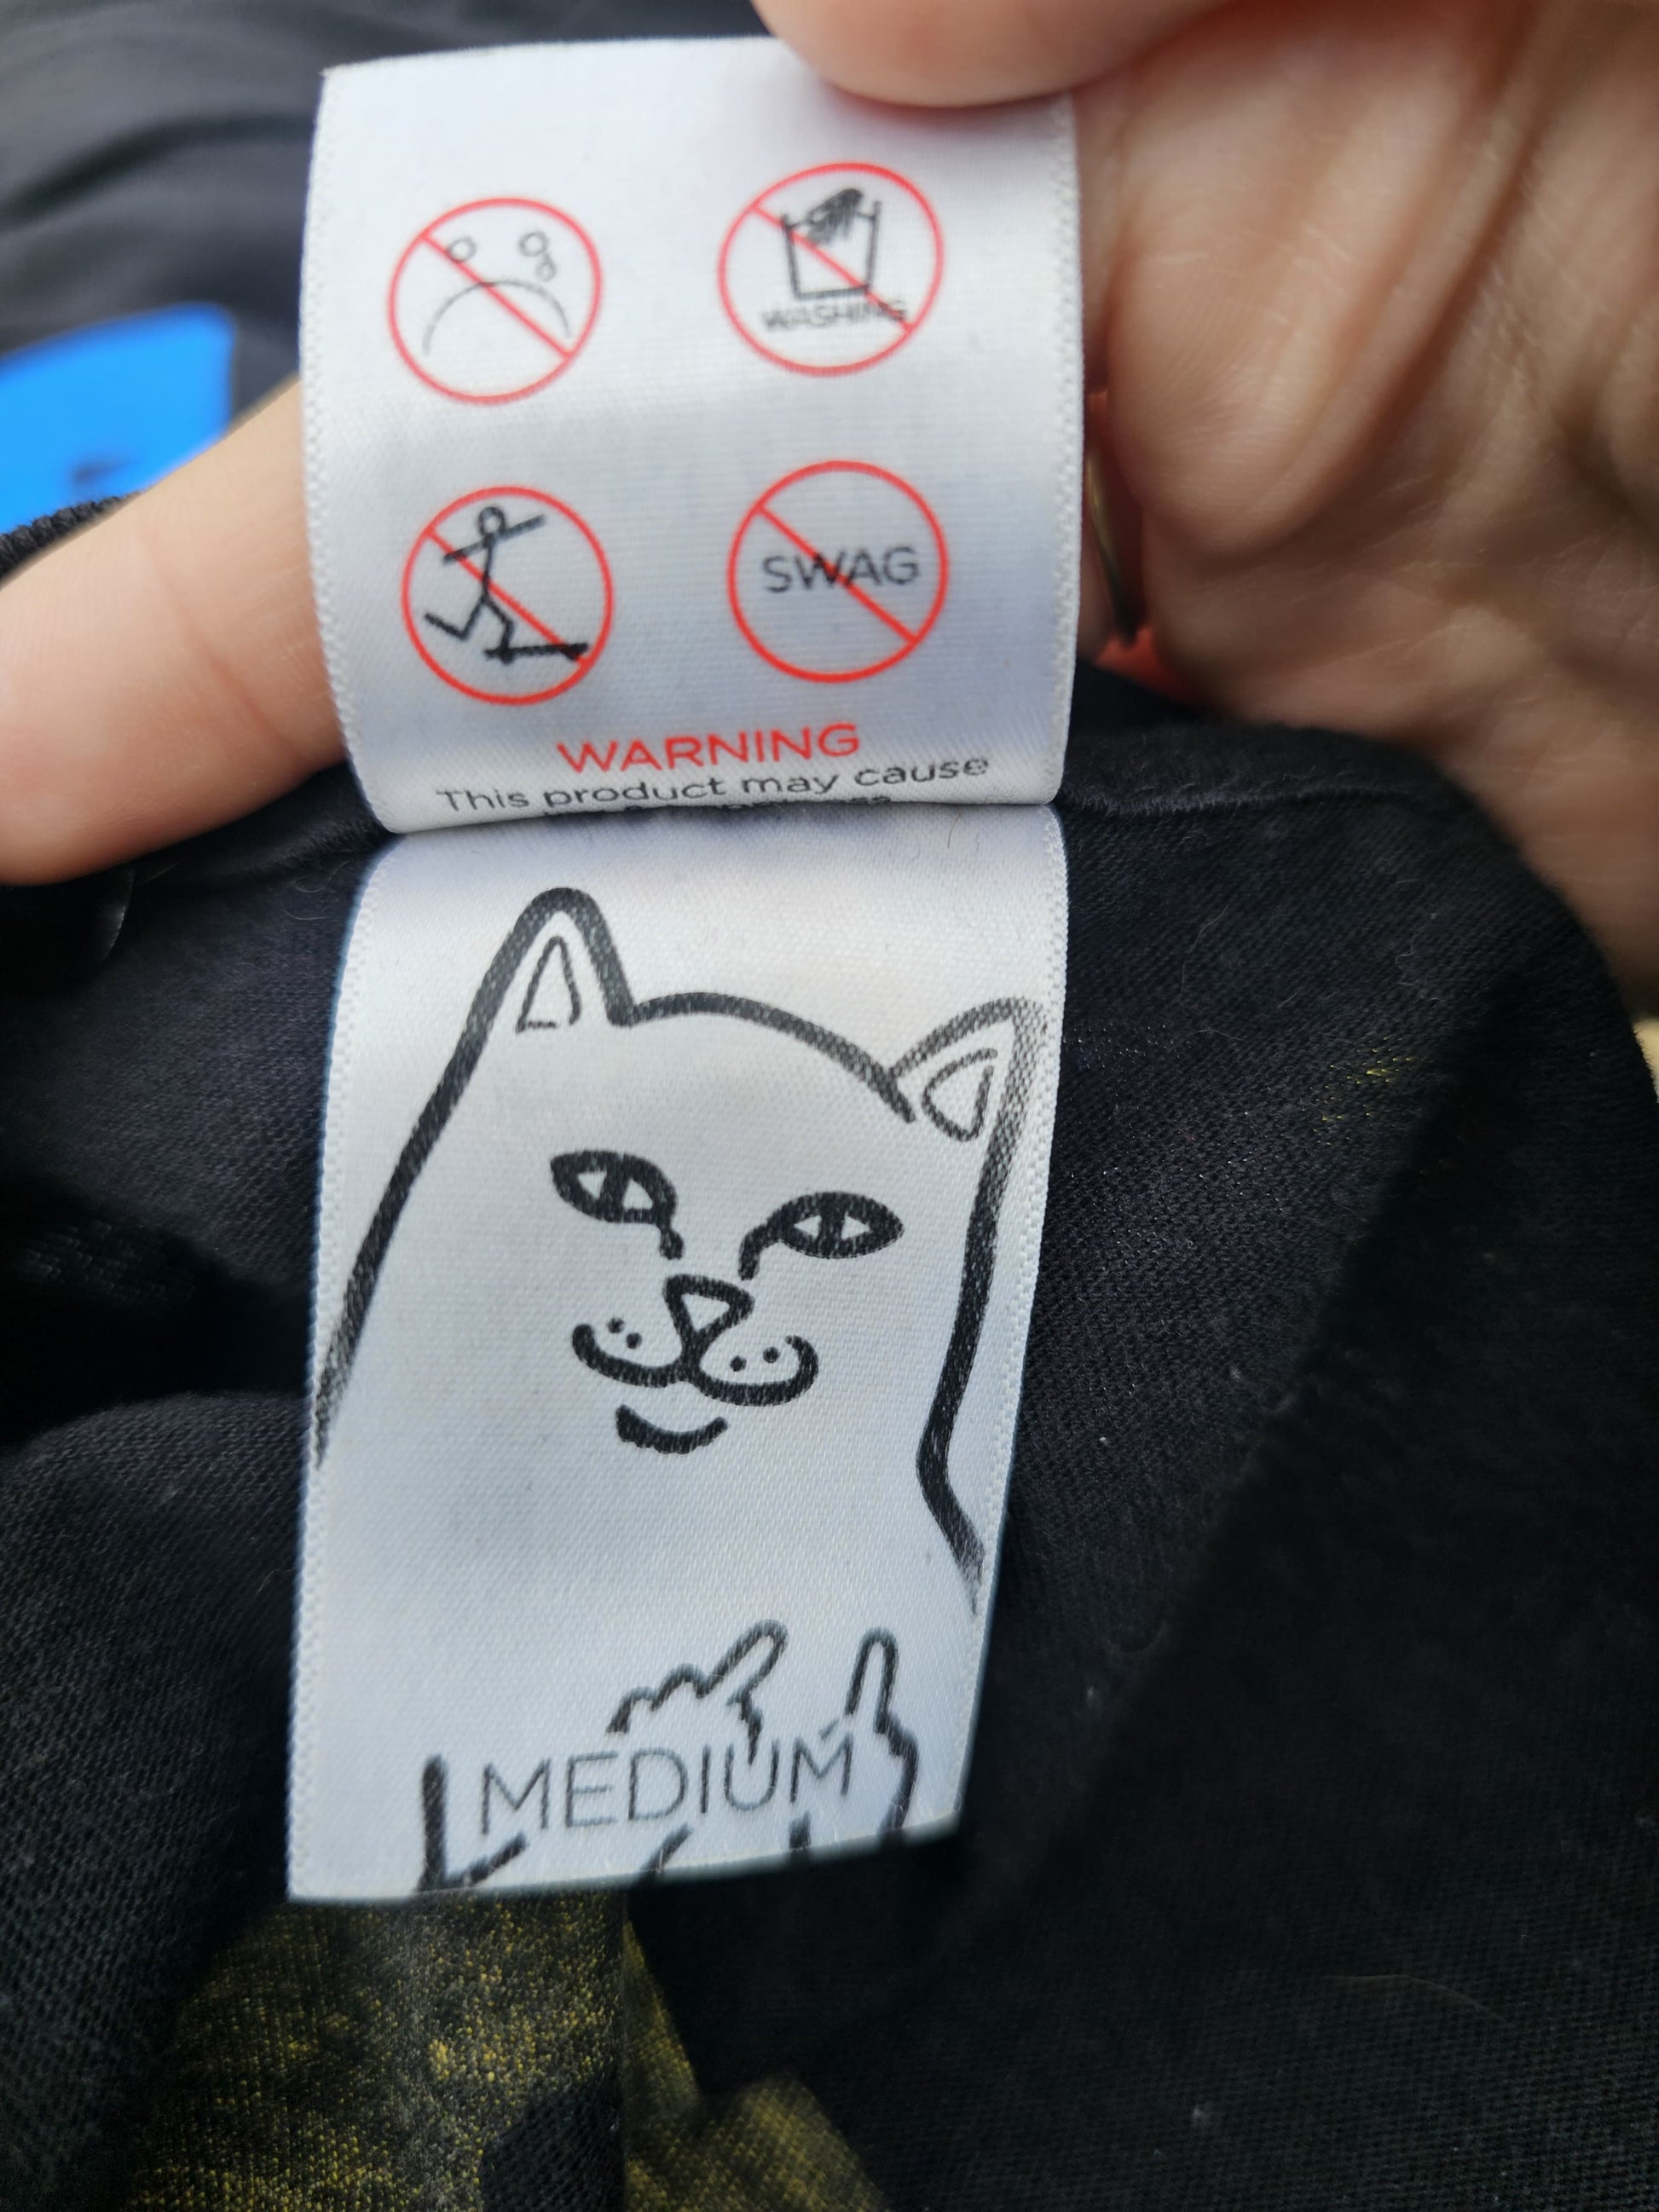 WASHING
SWAG
WARNING
This product may cause
MEDIUM